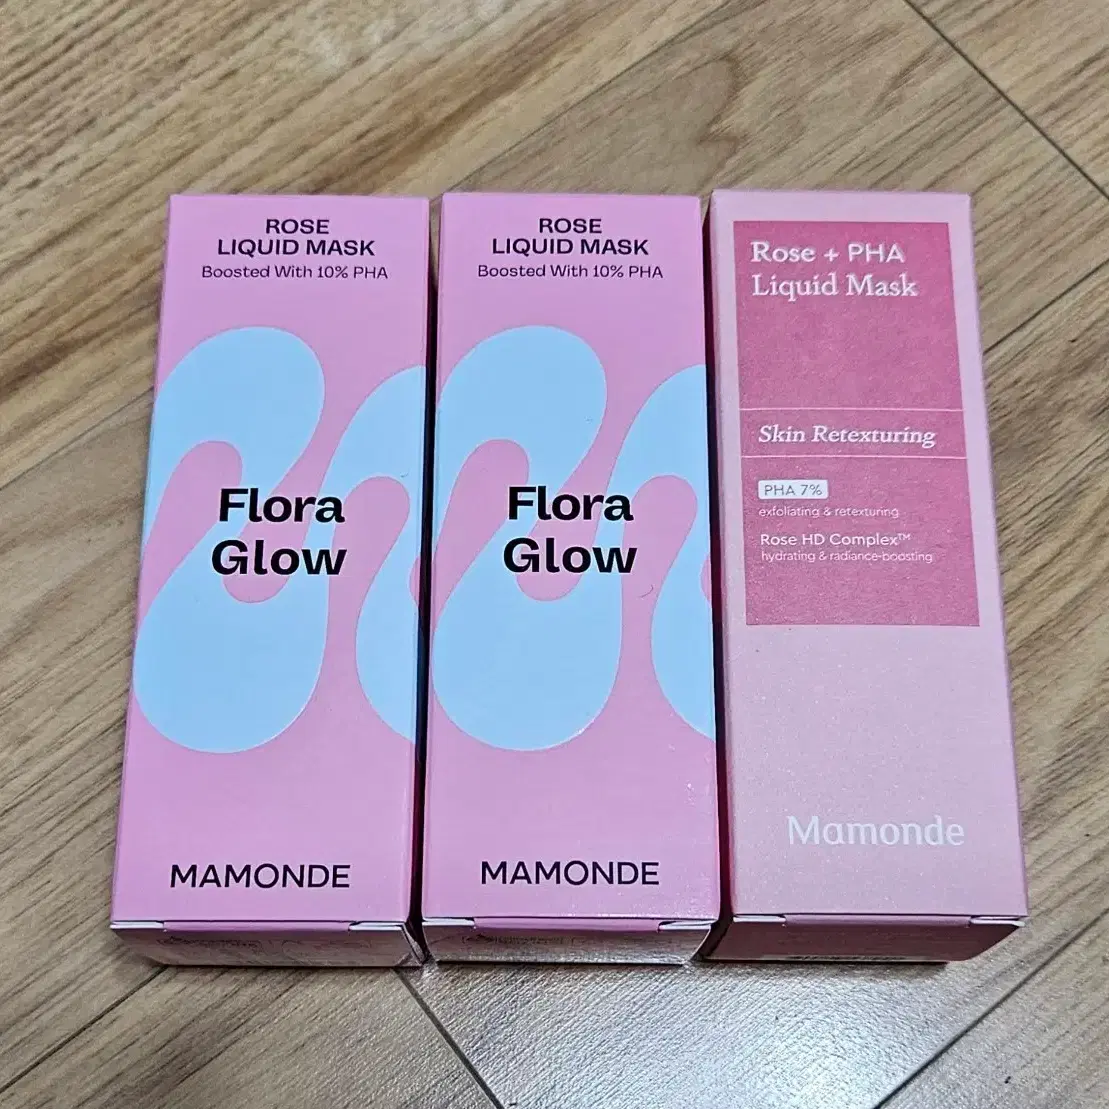 ROSE
LIQUID MASK
Boosted With 10% PHA
Flora
Glow
MAMONDE
ROSE
LIQUID MASK
Boosted With 10% PHA
Flora
Glow
MAMONDE
Rose + PHA
Liquid Mask
Skin Retexturing
PHA 7%
exfoliating & retexturing
Rose HD Complex™
hydrating & radiance-boosting
Mamonde